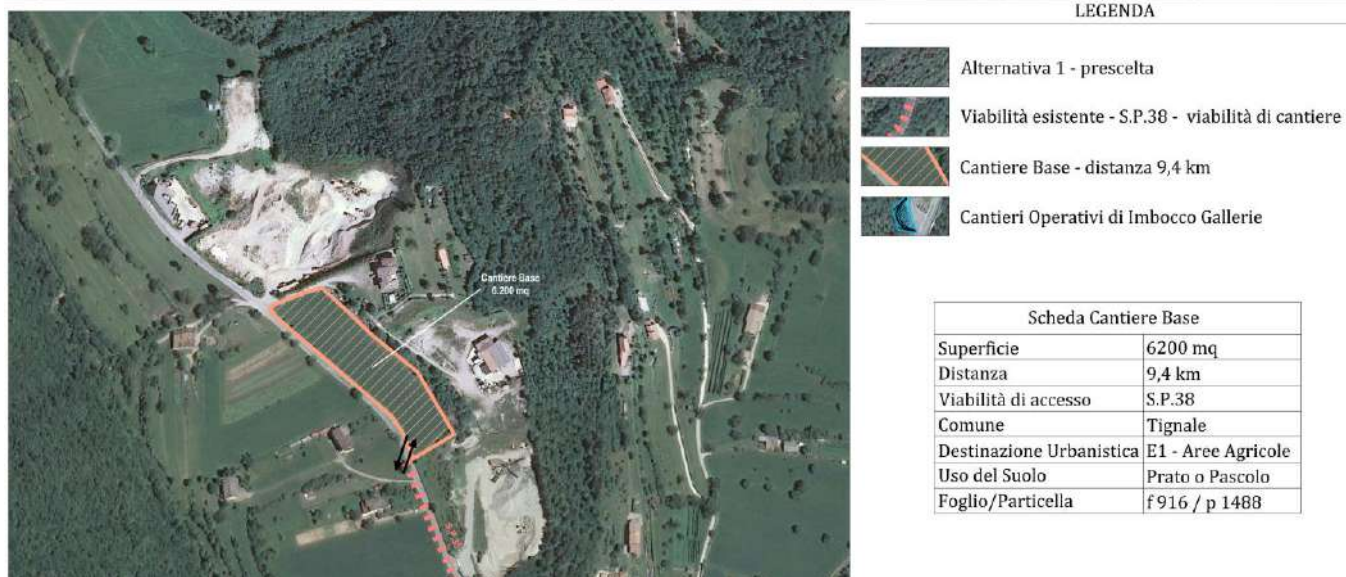 LEGENDA
Alternativa 1 - prescelta
Viabilità esistente - S.P.38 - viabilità di cantiere
Cantiere Base - distanza 9,4 km
Cantieri Operativi di Imbocco Gallerie
Cantiere Base
6.200 mq
Scheda Cantiere Base
Superficie 6200 mq
Distanza 9,4 km
Viabilità di accesso S.P.38
Comune Tignale
Destinazione Urbanistica E1 - Aree Agricole
Uso del Suolo Prato o Pascolo
Foglio/Particella f 916 / p 1488